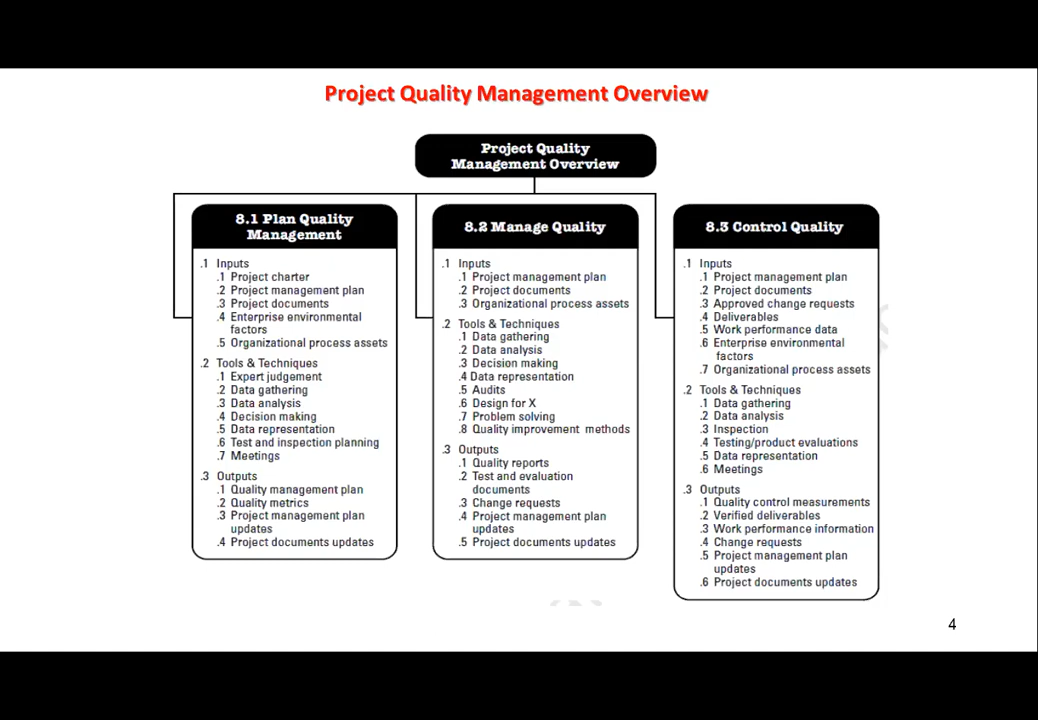 Project Quality Management Overview
Project Quality
Management Overview
8.1 Plan Quality
Management
.1 Inputs
.1 Project charter
.2 Project management plan
.3 Project documents
.4 Enterprise environmental
factors
.5 Organizational process assets
.2 Tools & Techniques
.1 Expert judgement
.2 Data gathering
.3 Data analysis
.4 Decision making
.5 Data representation
.6 Test and inspection planning
.7 Meetings
.3 Outputs
.1 Quality management plan
.2 Quality metrics
.3 Project management plan
updates
.4 Project documents updates
8.2 Manage Quality
.1 Inputs
.1 Project management plan
.2 Project documents
.3 Organizational process assets
.2 Tools & Techniques
.1 Data gathering
.2 Data analysis
.3 Decision making
.4 Data representation
.5 Audits
.6 Design for X
.7 Problem solving
.8 Quality improvement methods
.3 Outputs
.1 Quality reports
.2 Test and evaluation
documents
.3 Change requests
.4 Project management plan
updates
.5 Project documents updates
8.3 Control Quality
.1 Inputs
.1 Project management plan
.2 Project documents
.3 Approved change requests
.4 Deliverables
.5 Work performance data
.6 Enterprise environmental
factors
.7 Organizational process assets
.2 Tools & Techniques
.1 Data gathering
.2 Data analysis
.3 Inspection
.4 Testing/product evaluations
.5 Data representation
.6 Meetings
.3 Outputs
.1 Quality control measurements
.2 Verified deliverables
.3 Work performance information
.4 Change requests
.5 Project management plan
updates
.6 Project documents updates
4